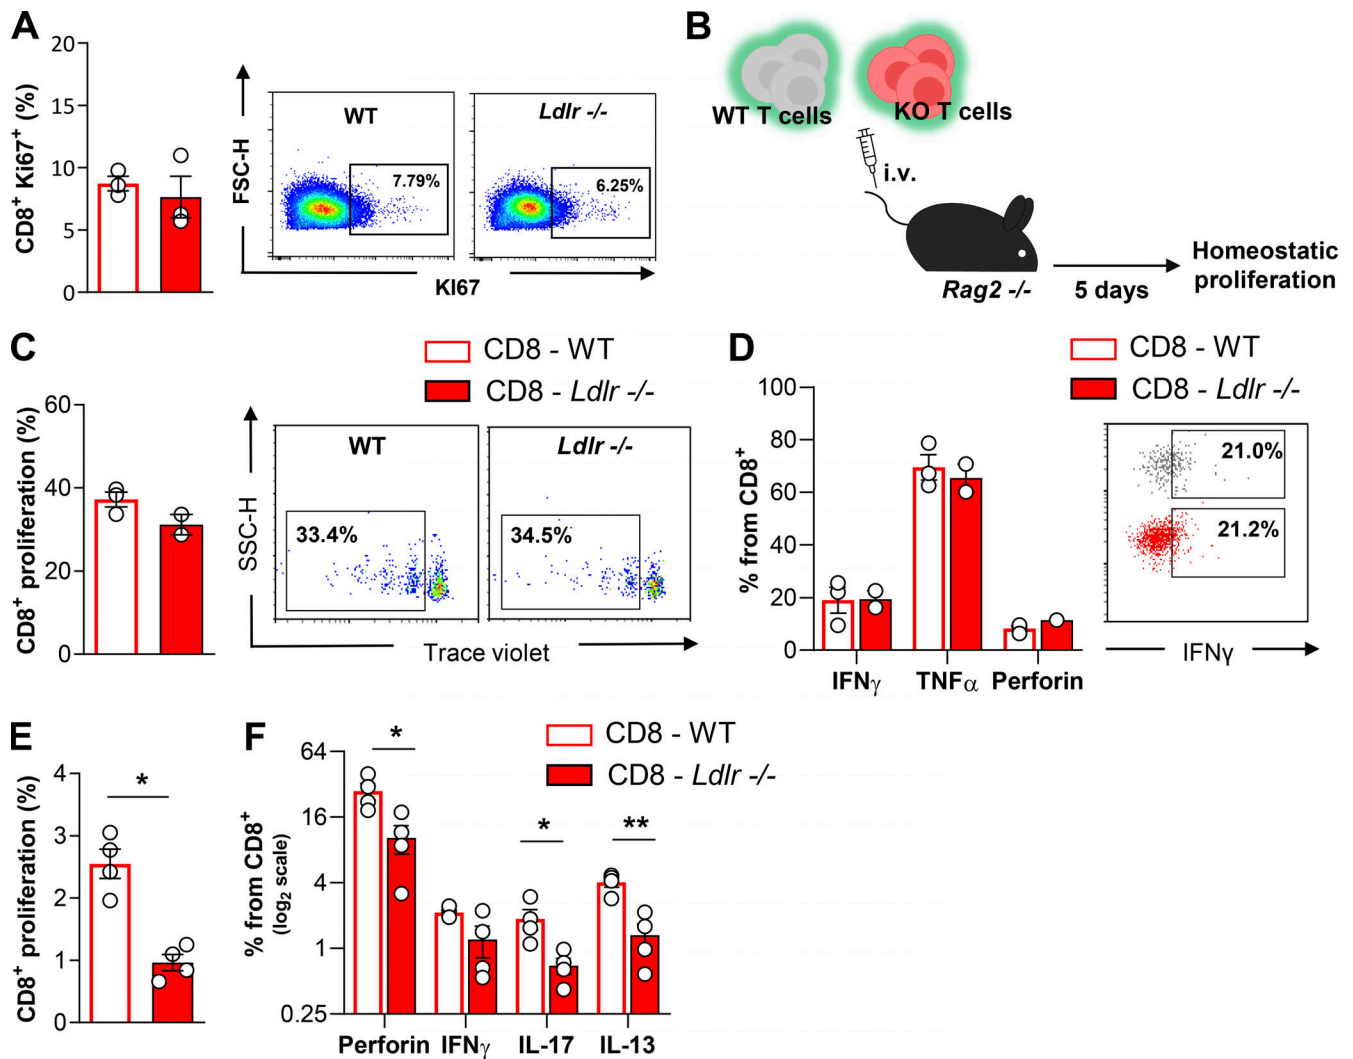 A
CD8+ Ki67+ (%)
20
15
10
5
0
FSC-H
WT
7.79%
Ldlr -/-
6.25%
KI67
B
WT T cells
KO T cells
i.v.
Rag2 -/-
5 days
Homeostatic
proliferation
C
CD8 - WT
CD8 - Ldlr -/-
CD8+ proliferation (%)
60
40
20
0
SSC-H
WT
33.4%
Ldlr -/-
34.5%
Trace violet
D
CD8 - WT
CD8 - Ldlr -/-
% from CD8+
100
80
60
40
20
0
IFNγ
TNFα
Perforin
21.0%
21.2%
IFNγ
E
CD8+ proliferation (%)
4
3
2
1
0
*
F
CD8 - WT
CD8 - Ldlr -/-
% from CD8+
(log2 scale)
64
16
4
1
0.25
*
*
**
Perforin
IFNγ
IL-17
IL-13